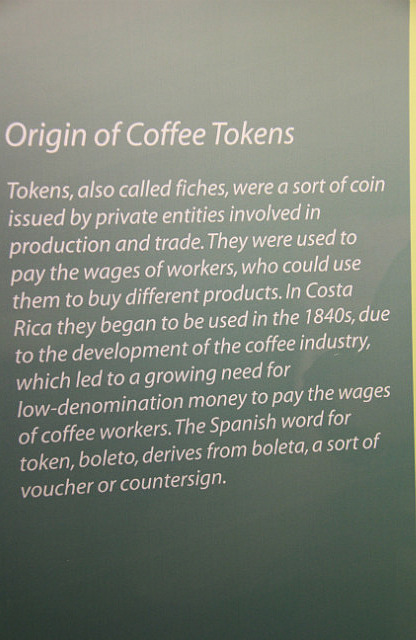 Origin of Coffee Tokens
Tokens, also called fiches, were a sort of coin
issued by private entities involved in
production and trade. They were used to
pay the wages of workers, who could use
them to buy different products. In Costa
Rica they began to be used in the 1840s, due
to the development of the coffee industry,
which led to a growing need for
low-denomination money to pay the wages
of coffee workers. The Spanish word for
token, boleto, derives from boleta, a sort of
voucher or countersign.